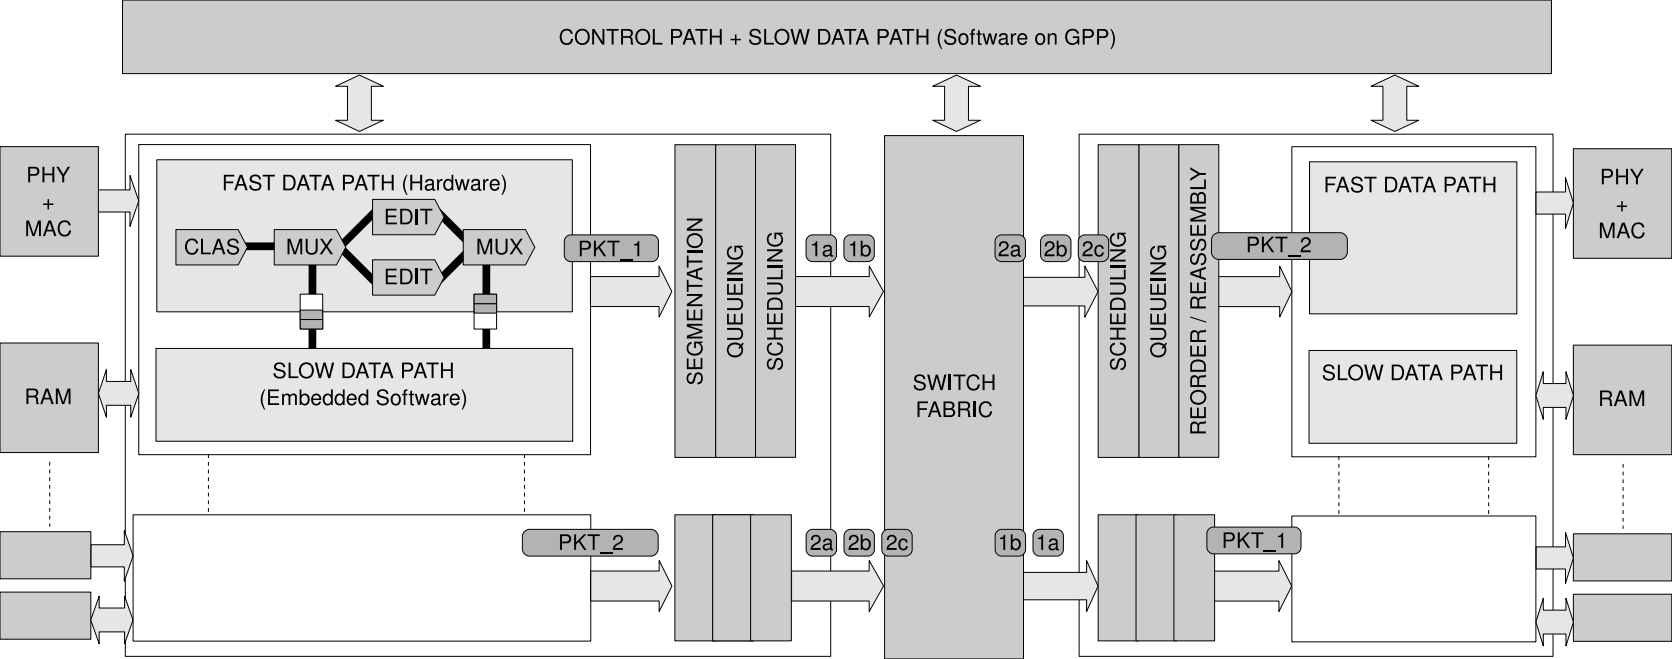 CONTROL PATH + SLOW DATA PATH (Software on GPP)
PHY
+
MAC
FAST DATA PATH (Hardware)
CLAS
MUX
EDIT
EDIT
MUX
PKT_1
SLOW DATA PATH
(Embedded Software)
RAM
SEGMENTATION
QUEUEING
SCHEDULING
1a
1b
SWITCH
FABRIC
2a
2b
2c
SCHEDULING
QUEUEING
REORDER / REASSEMBLY
PKT_2
FAST DATA PATH
SLOW DATA PATH
PHY
+
MAC
RAM
PKT_2
2a
2b
2c
1b
1a
PKT_1